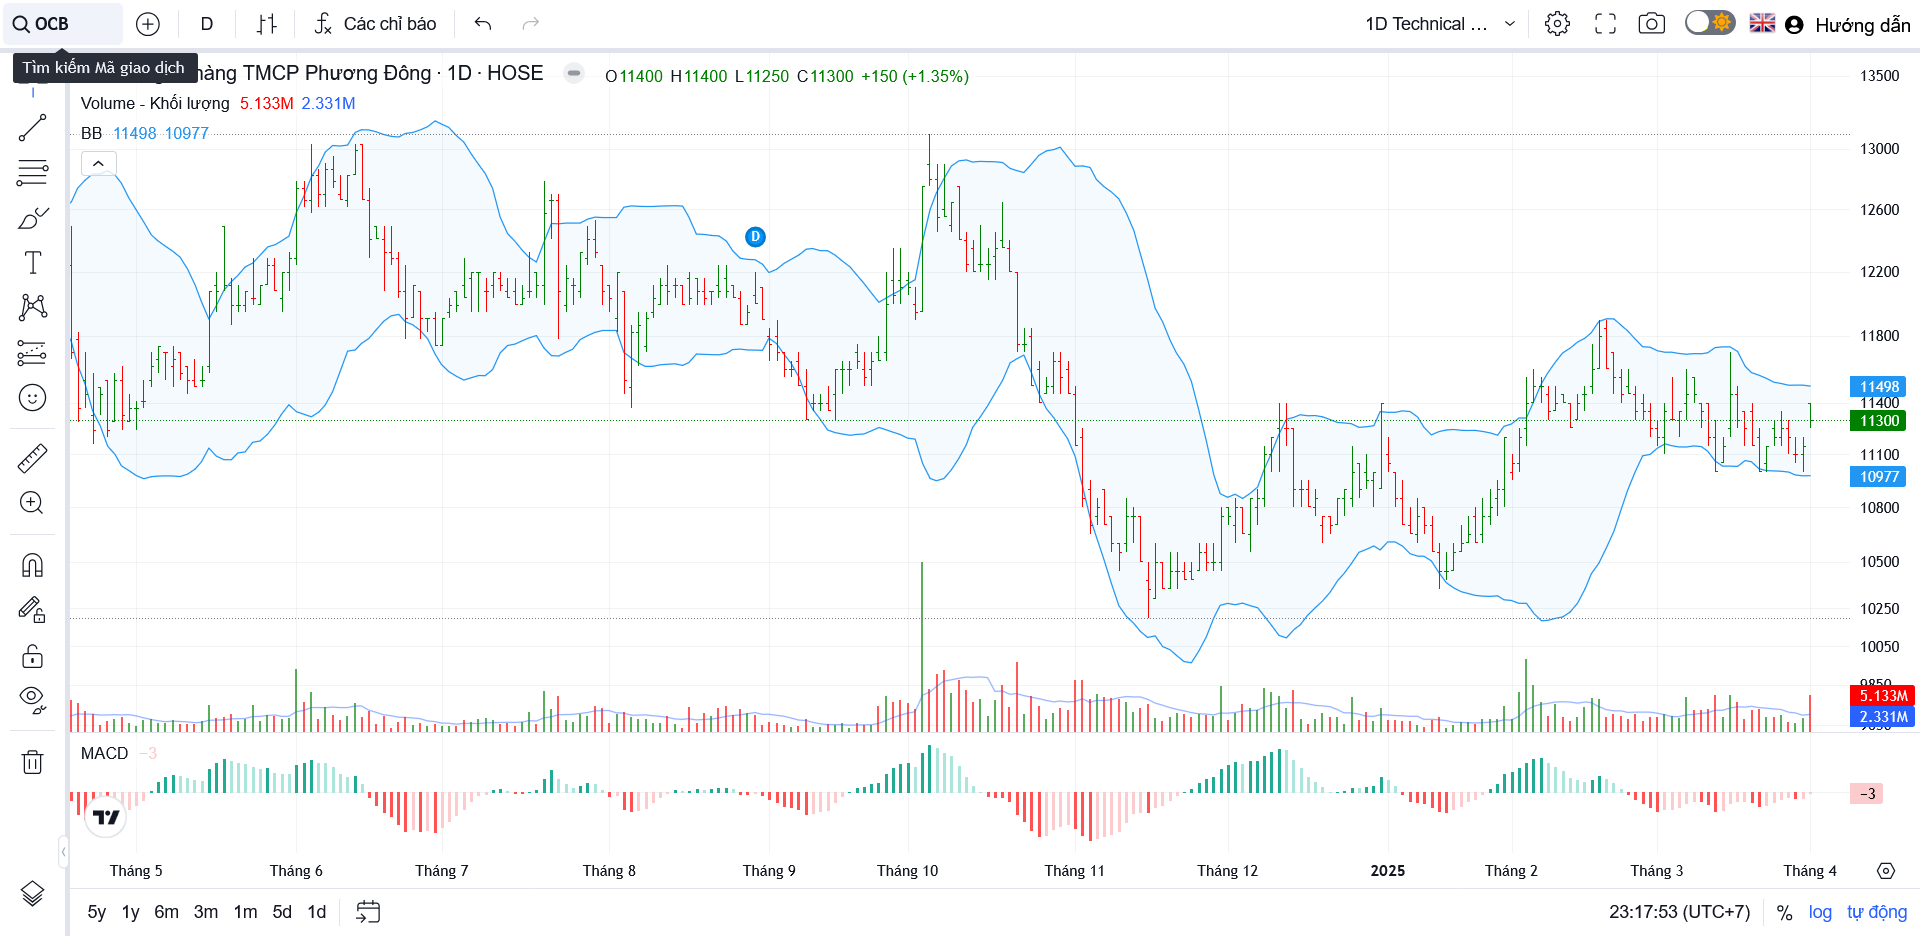 OCB
D
Các chỉ báo
1D Technical ...
Hướng dẫn
Tìm kiếm Mã giao dịch
hàng TMCP Phương Đông · 1D · HOSE
O11400 H11400 L11250 C11300 +150 (+1.35%)
Volume - Khối lượng 5.133M 2.331M
BB 11498 10977
D
13500
13000
12600
12200
11800
11498
11400
11300
11100
10977
10800
10500
10250
10050
9850
5.133M
2.331M
MACD −3
−3
Tháng 5 Tháng 6 Tháng 7 Tháng 8 Tháng 9 Tháng 10 Tháng 11 Tháng 12 2025 Tháng 2 Tháng 3 Tháng 4
5y 1y 6m 3m 1m 5d 1d
23:17:53 (UTC+7) % log tự động